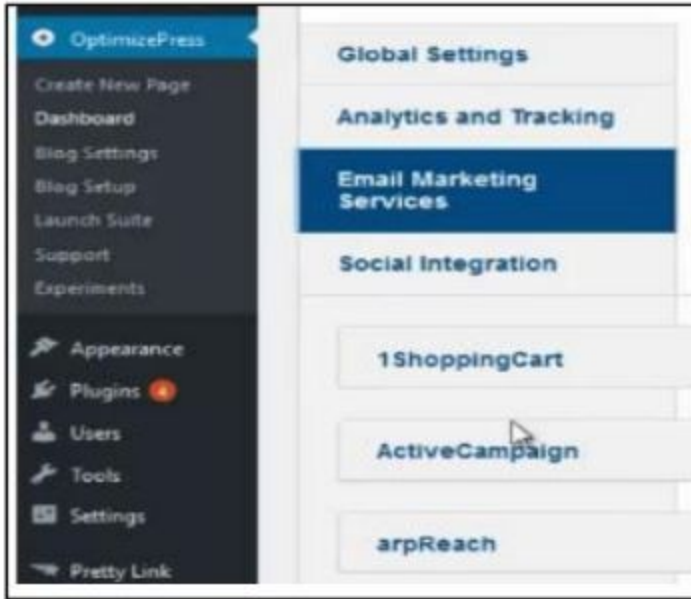 OptimizePress
Create New Page
Dashboard
Blog Settings
Blog Setup
Launch Suite
Support
Experiments
Appearance
Plugins 4
Users
Tools
Settings
Pretty Link
Global Settings
Analytics and Tracking
Email Marketing
Services
Social Integration
1ShoppingCart
ActiveCampaign
arpReach